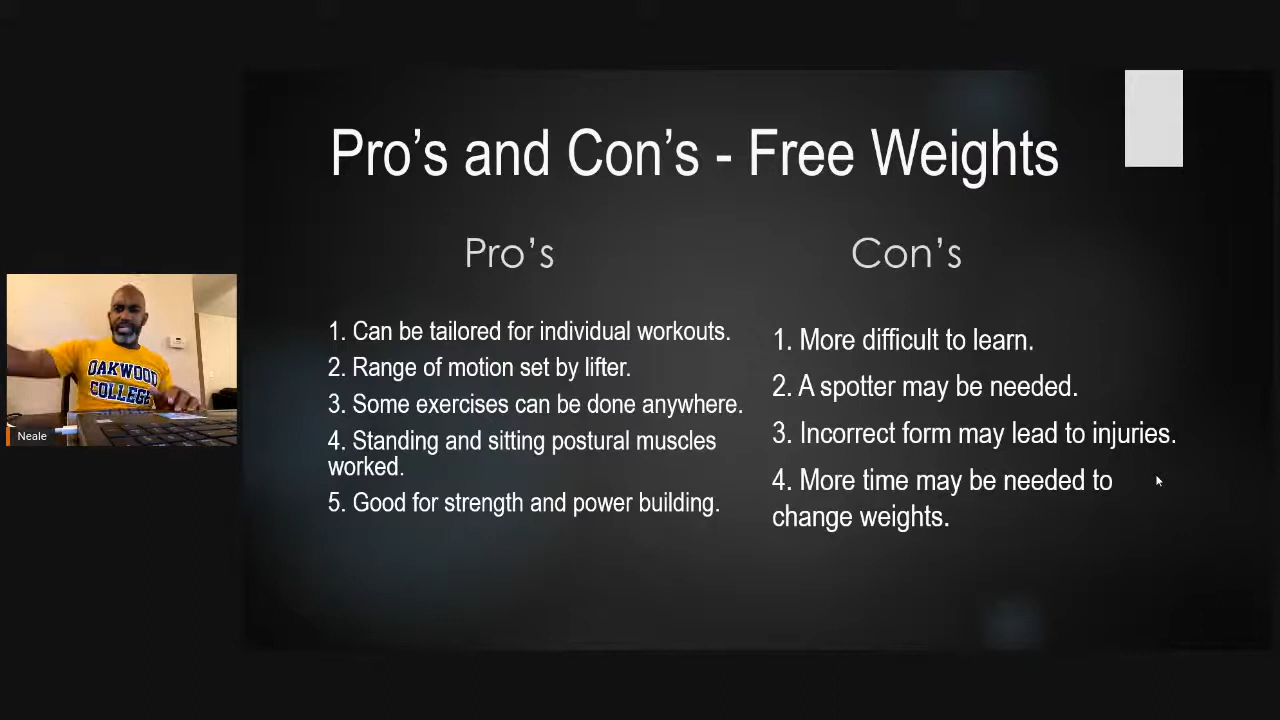 Pro’s and Con’s - Free Weights
Pro’s
1. Can be tailored for individual workouts.
2. Range of motion set by lifter.
3. Some exercises can be done anywhere.
4. Standing and sitting postural muscles
worked.
5. Good for strength and power building.
Con’s
1. More difficult to learn.
2. A spotter may be needed.
3. Incorrect form may lead to injuries.
4. More time may be needed to
change weights.
OAKWOOD
COLLEGE
Neale